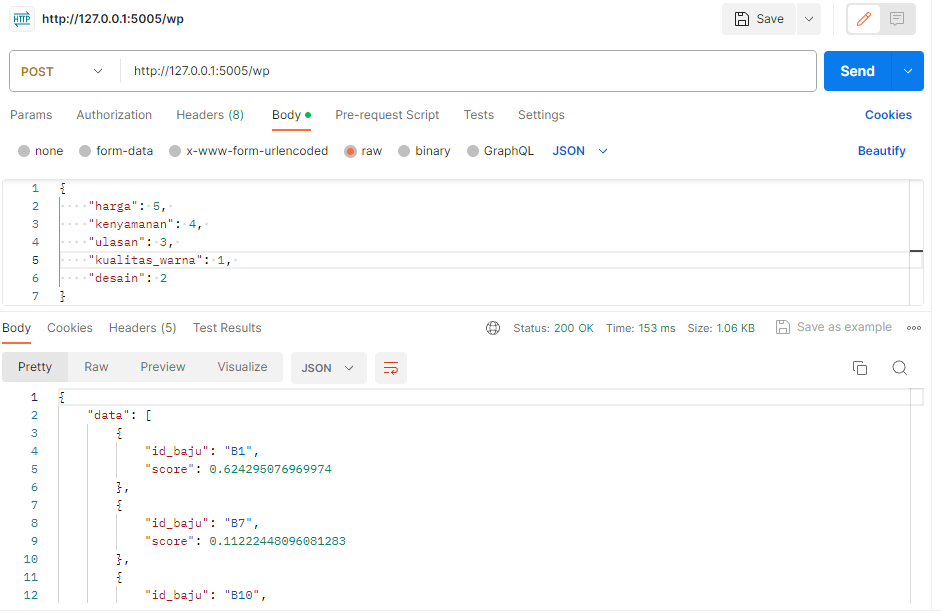 HTTP http://127.0.0.1:5005/wp Save
POST http://127.0.0.1:5005/wp Send
Params Authorization Headers (8) Body Pre-request Script Tests Settings Cookies
none form-data x-www-form-urlencoded raw binary GraphQL JSON Beautify
1 {
2 "harga": 5,
3 "kenyamanan": 4,
4 "ulasan": 3,
5 "kualitas_warna": 1,
6 "desain": 2
7 }
Body Cookies Headers (5) Test Results Status: 200 OK Time: 153 ms Size: 1.06 KB Save as example
Pretty Raw Preview Visualize JSON
1 {
2 "data": [
3 {
4 "id_baju": "B1",
5 "score": 0.624295076969974
6 },
7 {
8 "id_baju": "B7",
9 "score": 0.11222448096081283
10 },
11 {
12 "id_baju": "B10",